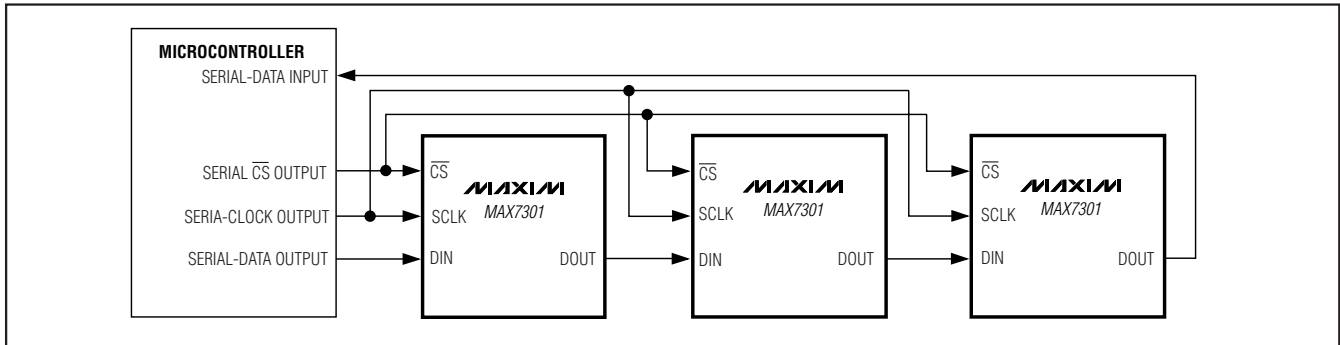 MICROCONTROLLER
SERIAL-DATA INPUT
SERIAL CS OUTPUT
SERIA-CLOCK OUTPUT
SERIAL-DATA OUTPUT
CS
SCLK
DIN
MAXIM
MAX7301
DOUT
CS
SCLK
DIN
MAXIM
MAX7301
DOUT
CS
SCLK
DIN
MAXIM
MAX7301
DOUT